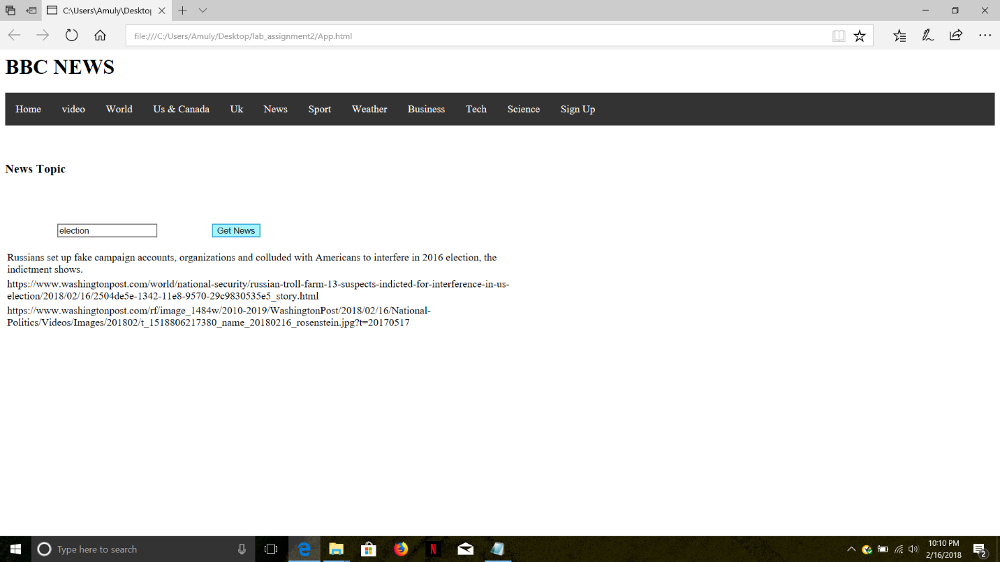 C:\Users\Amuly\Desktop
file:///C:/Users/Amuly/Desktop/lab_assignment2/App.html
BBC NEWS
Home video World Us & Canada Uk News Sport Weather Business Tech Science Sign Up
News Topic
election Get News
Russians set up fake campaign accounts, organizations and colluded with Americans to interfere in 2016 election, the
indictment shows.
https://www.washingtonpost.com/world/national-security/russian-troll-farm-13-suspects-indicted-for-interference-in-us-
election/2018/02/16/2504de5e-1342-11e8-9570-29c9830535e5_story.html
https://www.washingtonpost.com/rf/image_1484w/2010-2019/WashingtonPost/2018/02/16/National-
Politics/Videos/Images/201802/t_1518806217380_name_20180216_rosenstein.jpg?t=20170517
Type here to search
10:10 PM
2/16/2018
2